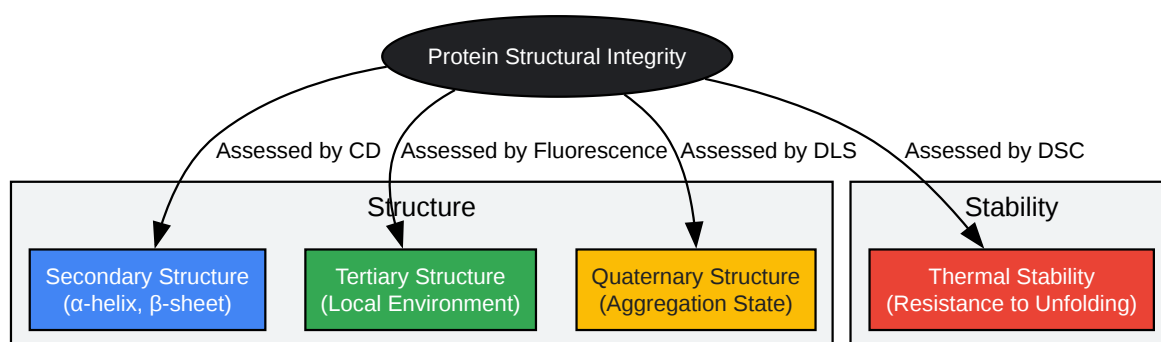 Protein Structural Integrity
Assessed by CD
Assessed by Fluorescence
Assessed by DLS
Assessed by DSC
Structure
Stability
Secondary Structure
(α-helix, β-sheet)
Tertiary Structure
(Local Environment)
Quaternary Structure
(Aggregation State)
Thermal Stability
(Resistance to Unfolding)